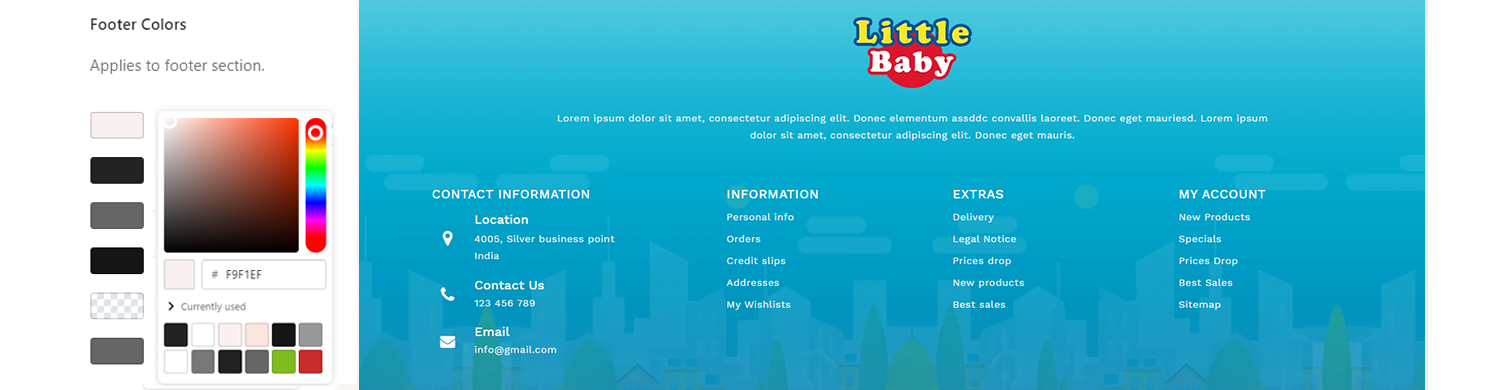 Footer Colors
Applies to footer section.
# F9F1EF
Currently used
Little
Baby
Lorem ipsum dolor sit amet, consectetur adipiscing elit. Donec elementum assddc convallis laoreet. Donec eget mauriesd. Lorem ipsum
dolor sit amet, consectetur adipiscing elit. Donec eget mauris.
CONTACT INFORMATION
Location
4005, Silver business point
India
Contact Us
123 456 789
Email
info@gmail.com
INFORMATION
Personal info
Orders
Credit slips
Addresses
My Wishlists
EXTRAS
Delivery
Legal Notice
Prices drop
New products
Best sales
MY ACCOUNT
New Products
Specials
Prices Drop
Best Sales
Sitemap